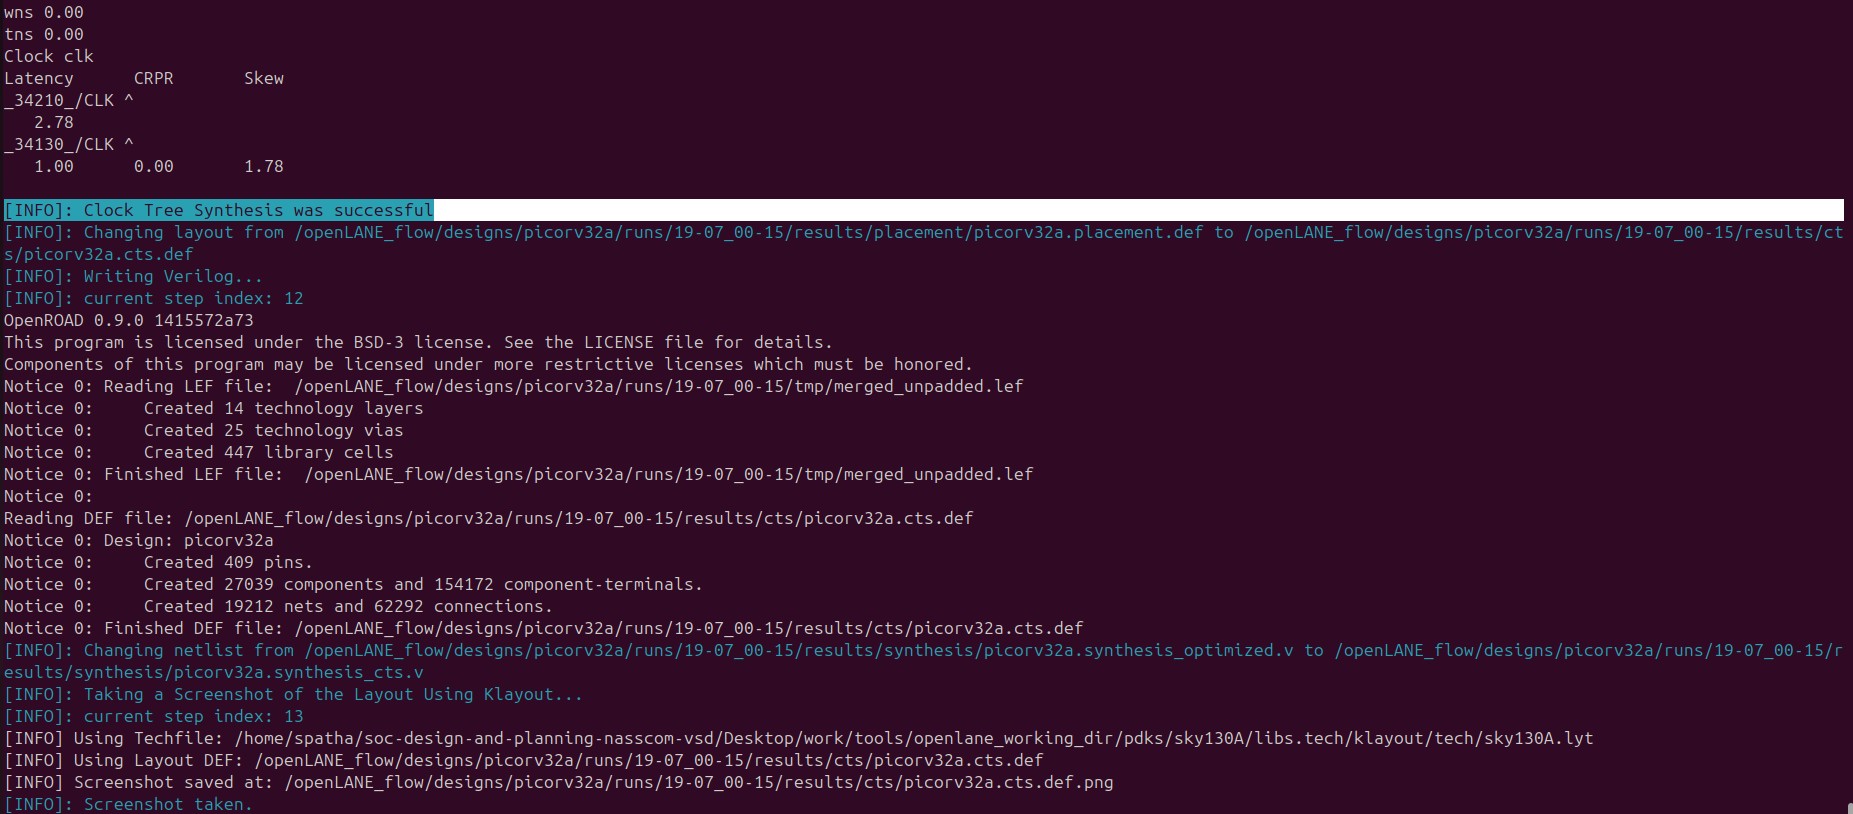 wns 0.00
tns 0.00
Clock clk
Latency      CRPR       Skew
_34210_/CLK ^
   2.78
_34130_/CLK ^
   1.00      0.00       1.78
[INFO]: Clock Tree Synthesis was successful
[INFO]: Changing layout from /openLANE_flow/designs/picorv32a/runs/19-07_00-15/results/placement/picorv32a.placement.def to /openLANE_flow/designs/picorv32a/runs/19-07_00-15/results/ct
s/picorv32a.cts.def
[INFO]: Writing Verilog...
[INFO]: current step index: 12
OpenROAD 0.9.0 1415572a73
This program is licensed under the BSD-3 license. See the LICENSE file for details.
Components of this program may be licensed under more restrictive licenses which must be honored.
Notice 0: Reading LEF file:  /openLANE_flow/designs/picorv32a/runs/19-07_00-15/tmp/merged_unpadded.lef
Notice 0:     Created 14 technology layers
Notice 0:     Created 25 technology vias
Notice 0:     Created 447 library cells
Notice 0: Finished LEF file:  /openLANE_flow/designs/picorv32a/runs/19-07_00-15/tmp/merged_unpadded.lef
Notice 0:
Reading DEF file: /openLANE_flow/designs/picorv32a/runs/19-07_00-15/results/cts/picorv32a.cts.def
Notice 0: Design: picorv32a
Notice 0:     Created 409 pins.
Notice 0:     Created 27039 components and 154172 component-terminals.
Notice 0:     Created 19212 nets and 62292 connections.
Notice 0: Finished DEF file: /openLANE_flow/designs/picorv32a/runs/19-07_00-15/results/cts/picorv32a.cts.def
[INFO]: Changing netlist from /openLANE_flow/designs/picorv32a/runs/19-07_00-15/results/synthesis/picorv32a.synthesis_optimized.v to /openLANE_flow/designs/picorv32a/runs/19-07_00-15/r
esults/synthesis/picorv32a.synthesis_cts.v
[INFO]: Taking a Screenshot of the Layout Using Klayout...
[INFO]: current step index: 13
[INFO] Using Techfile: /home/spatha/soc-design-and-planning-nasscom-vsd/Desktop/work/tools/openlane_working_dir/pdks/sky130A/libs.tech/klayout/tech/sky130A.lyt
[INFO] Using Layout DEF: /openLANE_flow/designs/picorv32a/runs/19-07_00-15/results/cts/picorv32a.cts.def
[INFO] Screenshot saved at: /openLANE_flow/designs/picorv32a/runs/19-07_00-15/results/cts/picorv32a.cts.def.png
[INFO]: Screenshot taken.